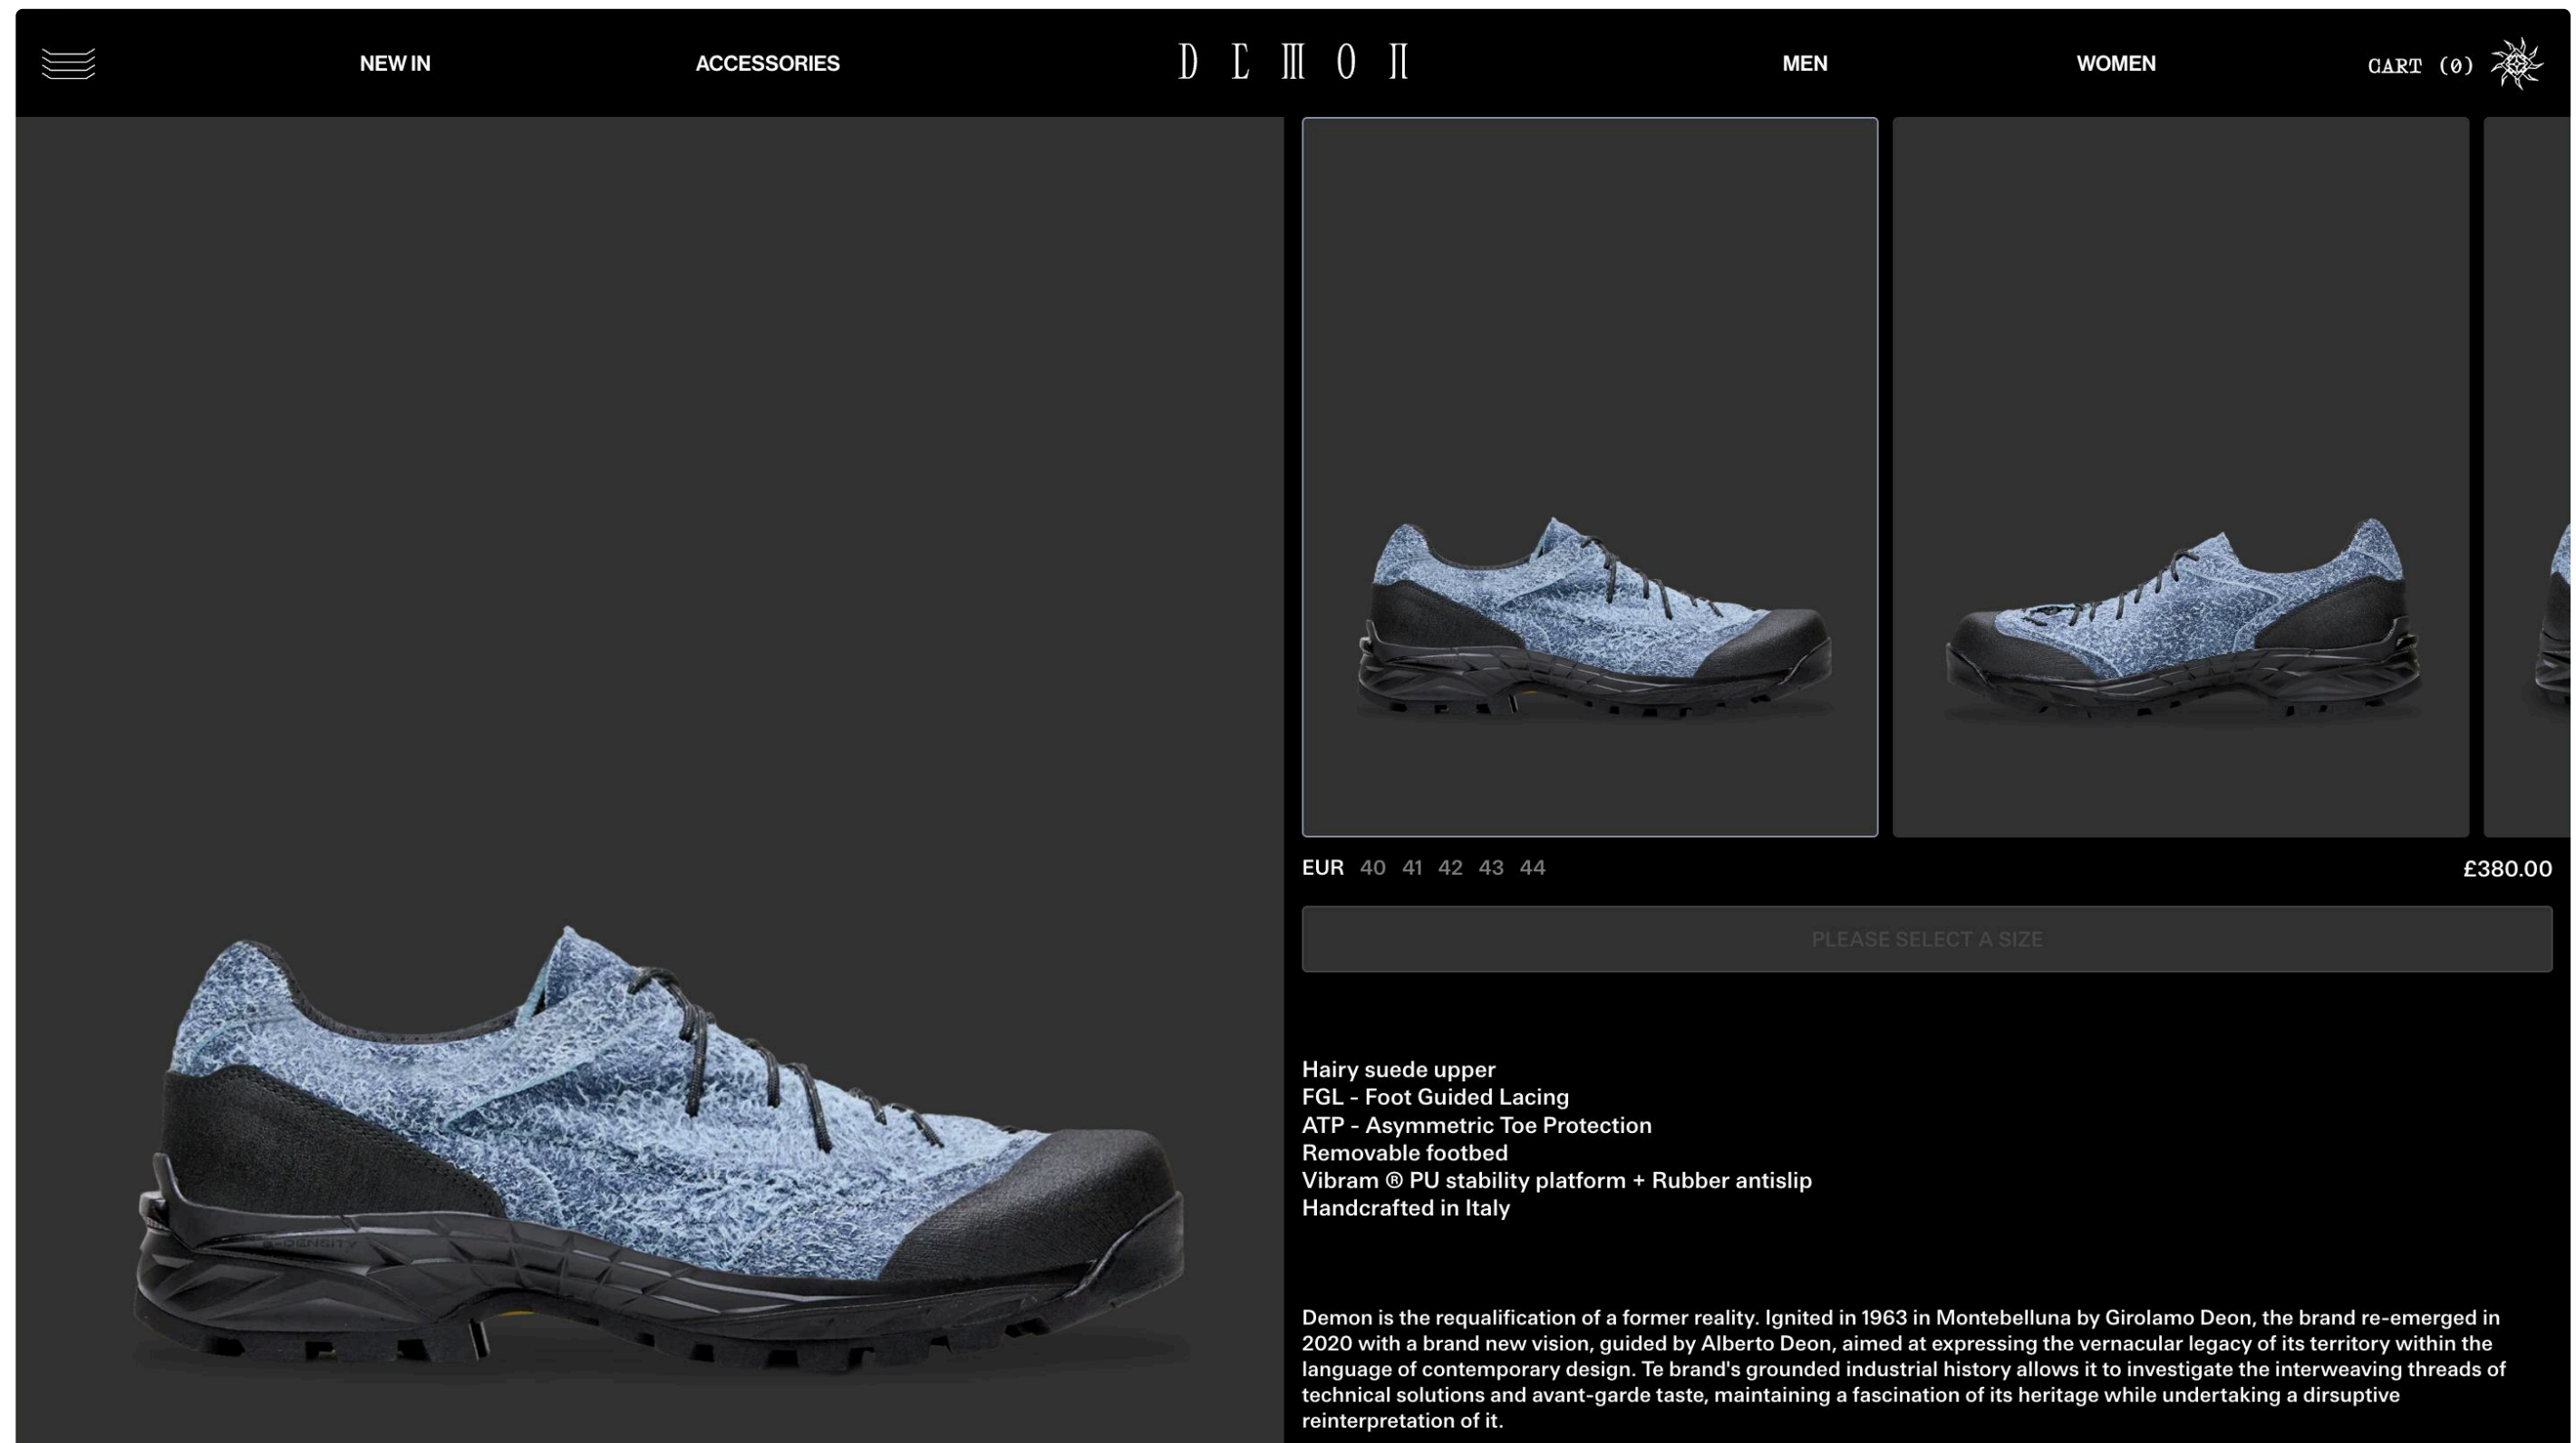 NEW IN
ACCESSORIES
DEMON
MEN
WOMEN
CART (0)
EUR 40 41 42 43 44
£380.00
PLEASE SELECT A SIZE
Hairy suede upper
FGL - Foot Guided Lacing
ATP - Asymmetric Toe Protection
Removable footbed
Vibram ® PU stability platform + Rubber antislip
Handcrafted in Italy
Demon is the requalification of a former reality. Ignited in 1963 in Montebelluna by Girolamo Deon, the brand re-emerged in
2020 with a brand new vision, guided by Alberto Deon, aimed at expressing the vernacular legacy of its territory within the
language of contemporary design. Te brand's grounded industrial history allows it to investigate the interweaving threads of
technical solutions and avant-garde taste, maintaining a fascination of its heritage while undertaking a dirsuptive
reinterpretation of it.